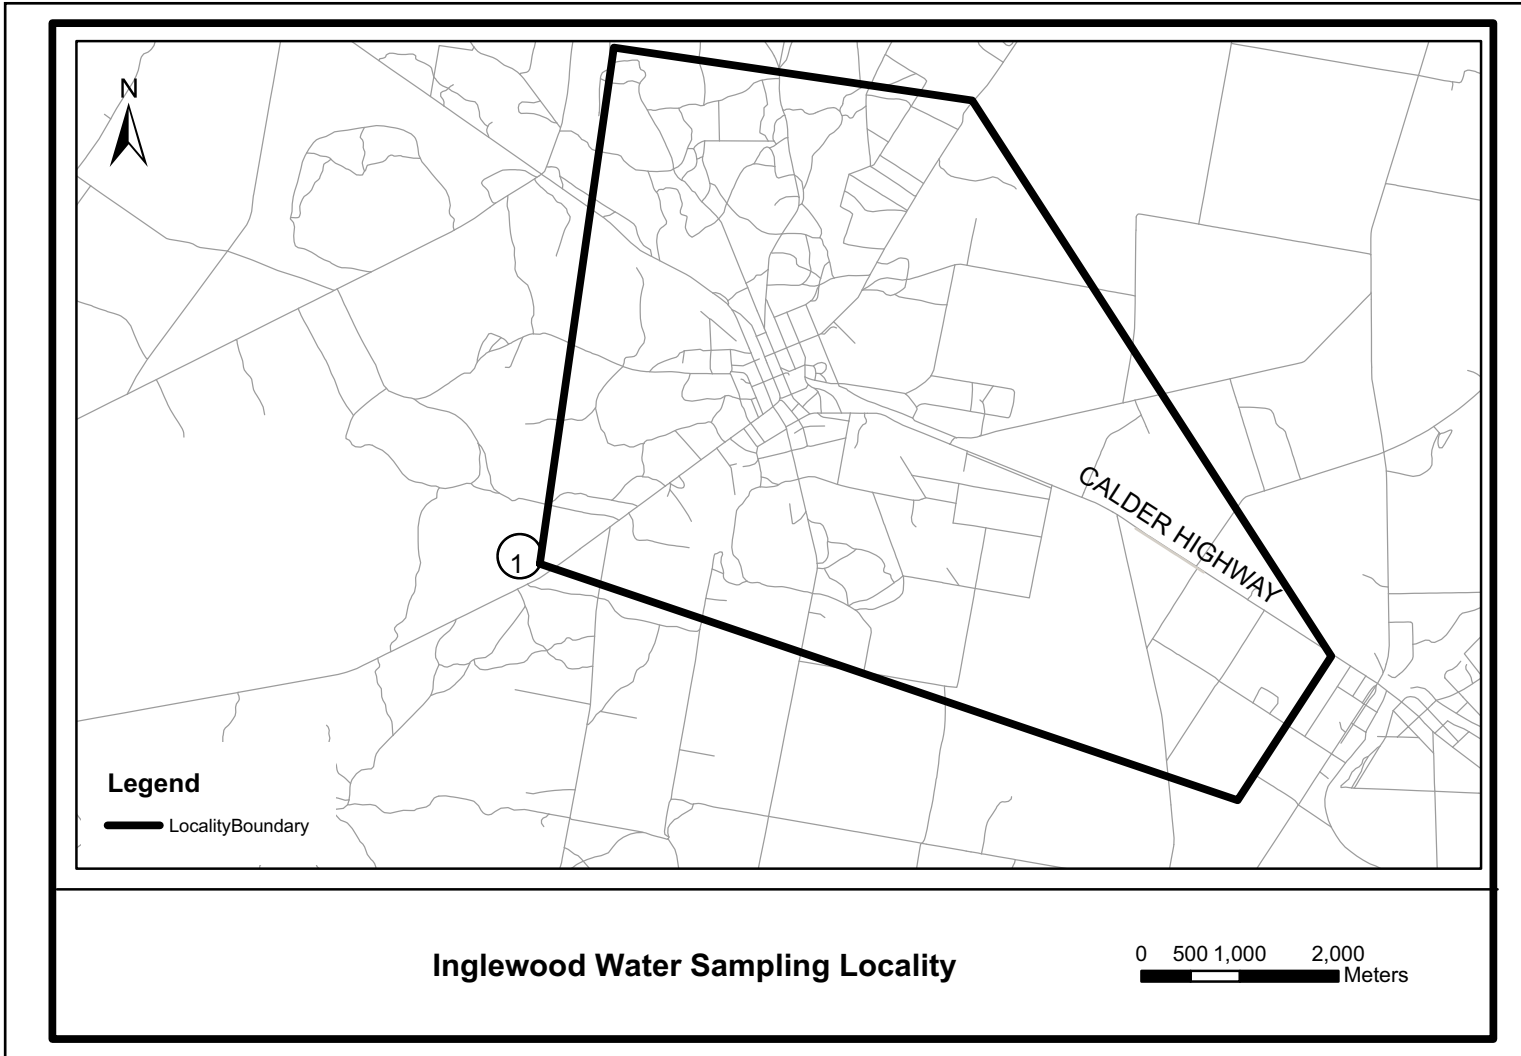 N
CALDER HIGHWAY
1
Legend
LocalityBoundary
Inglewood Water Sampling Locality
0 500 1,000 2,000
Meters